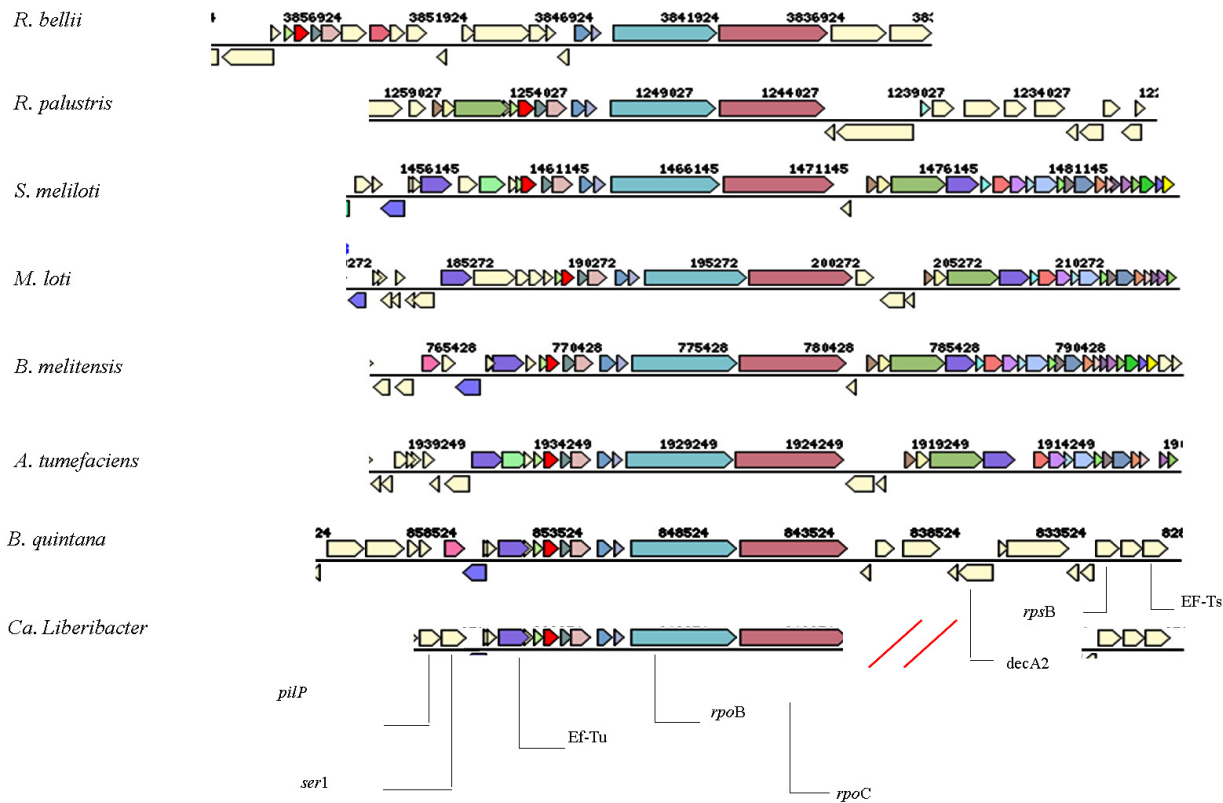 R. bellii
3856924 3851924 3846924 3841924 3836924
R. palustris
1259027 1254027 1249027 1244027 1239027 1234027
S. meliloti
1456145 1461145 1466145 1471145 1476145 1481145
M. loti
272 185272 190272 195272 200272 205272 210272
B. melitensis
765428 770428 775428 780428 785428 790428
A. tumefaciens
1939249 1934249 1929249 1924249 1919249 1914249
B. quintana
24 858524 853524 848524 843524 838524 833524
rpsB
EF-Ts
Ca. Liberibacter
decA2
pilP
rpoB
Ef-Tu
ser1
rpoC